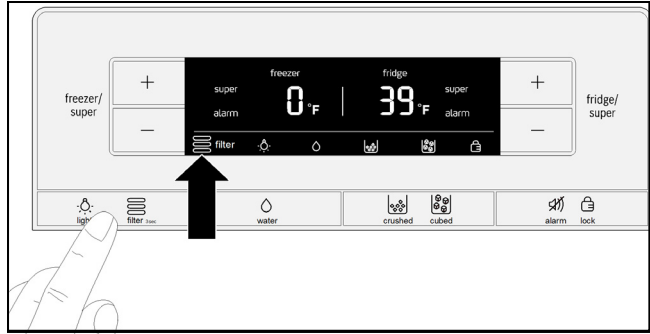 freezer/
super
+
−
freezer
fridge
super
super
0 °F
39 °F
alarm
alarm
filter
+
−
fridge/
super
light
filter 3sec
water
crushed
cubed
alarm
lock